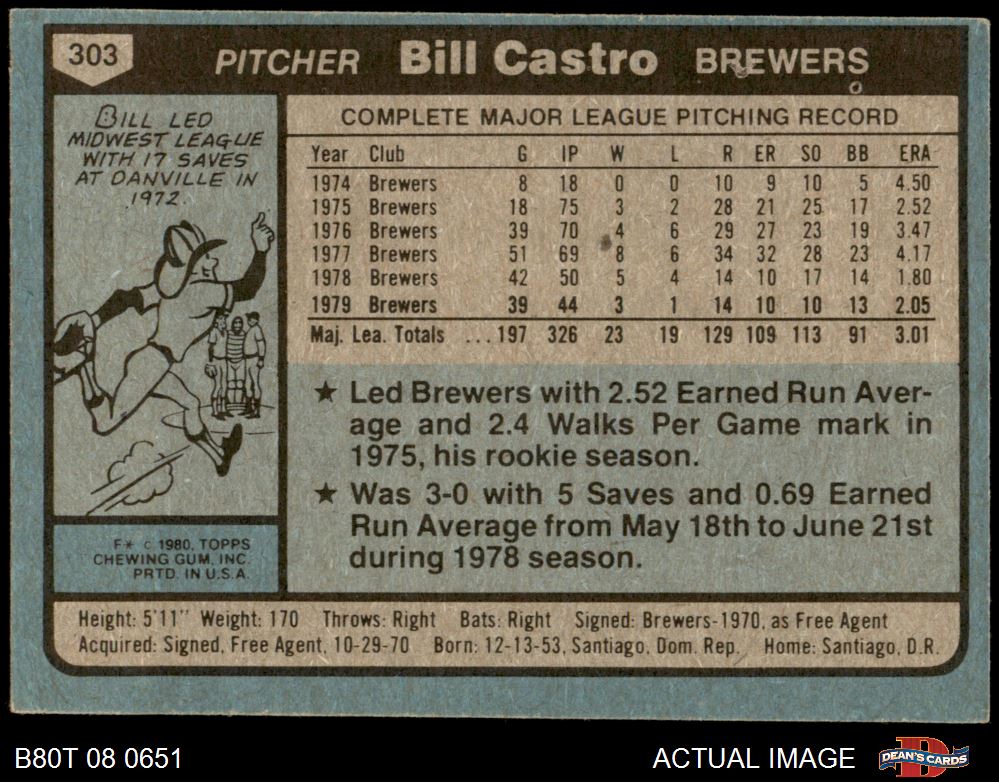 303
PITCHER Bill Castro BREWERS
BILL LED
MIDWEST LEAGUE
WITH 17 SAVES
AT DANVILLE IN
1972.
COMPLETE MAJOR LEAGUE PITCHING RECORD
Year Club G IP W L R ER SO BB ERA
1974 Brewers 8 18 0 0 10 9 10 5 4.50
1975 Brewers 18 75 3 2 28 21 25 17 2.52
1976 Brewers 39 70 4 6 29 27 23 19 3.47
1977 Brewers 51 69 8 6 34 32 28 23 4.17
1978 Brewers 42 50 5 4 14 10 17 14 1.80
1979 Brewers 39 44 3 1 14 10 10 13 2.05
Maj. Lea. Totals ... 197 326 23 19 129 109 113 91 3.01
★ Led Brewers with 2.52 Earned Run Aver-
age and 2.4 Walks Per Game mark in
1975, his rookie season.
★ Was 3-0 with 5 Saves and 0.69 Earned
Run Average from May 18th to June 21st
during 1978 season.
F* © 1980, TOPPS
CHEWING GUM, INC.
PRTD. IN U.S.A.
Height: 5'11" Weight: 170 Throws: Right Bats: Right Signed: Brewers-1970, as Free Agent
Acquired: Signed, Free Agent, 10-29-70 Born: 12-13-53, Santiago, Dom. Rep. Home: Santiago, D.R.
B80T 08 0651 ACTUAL IMAGE DEAN'S CARDS